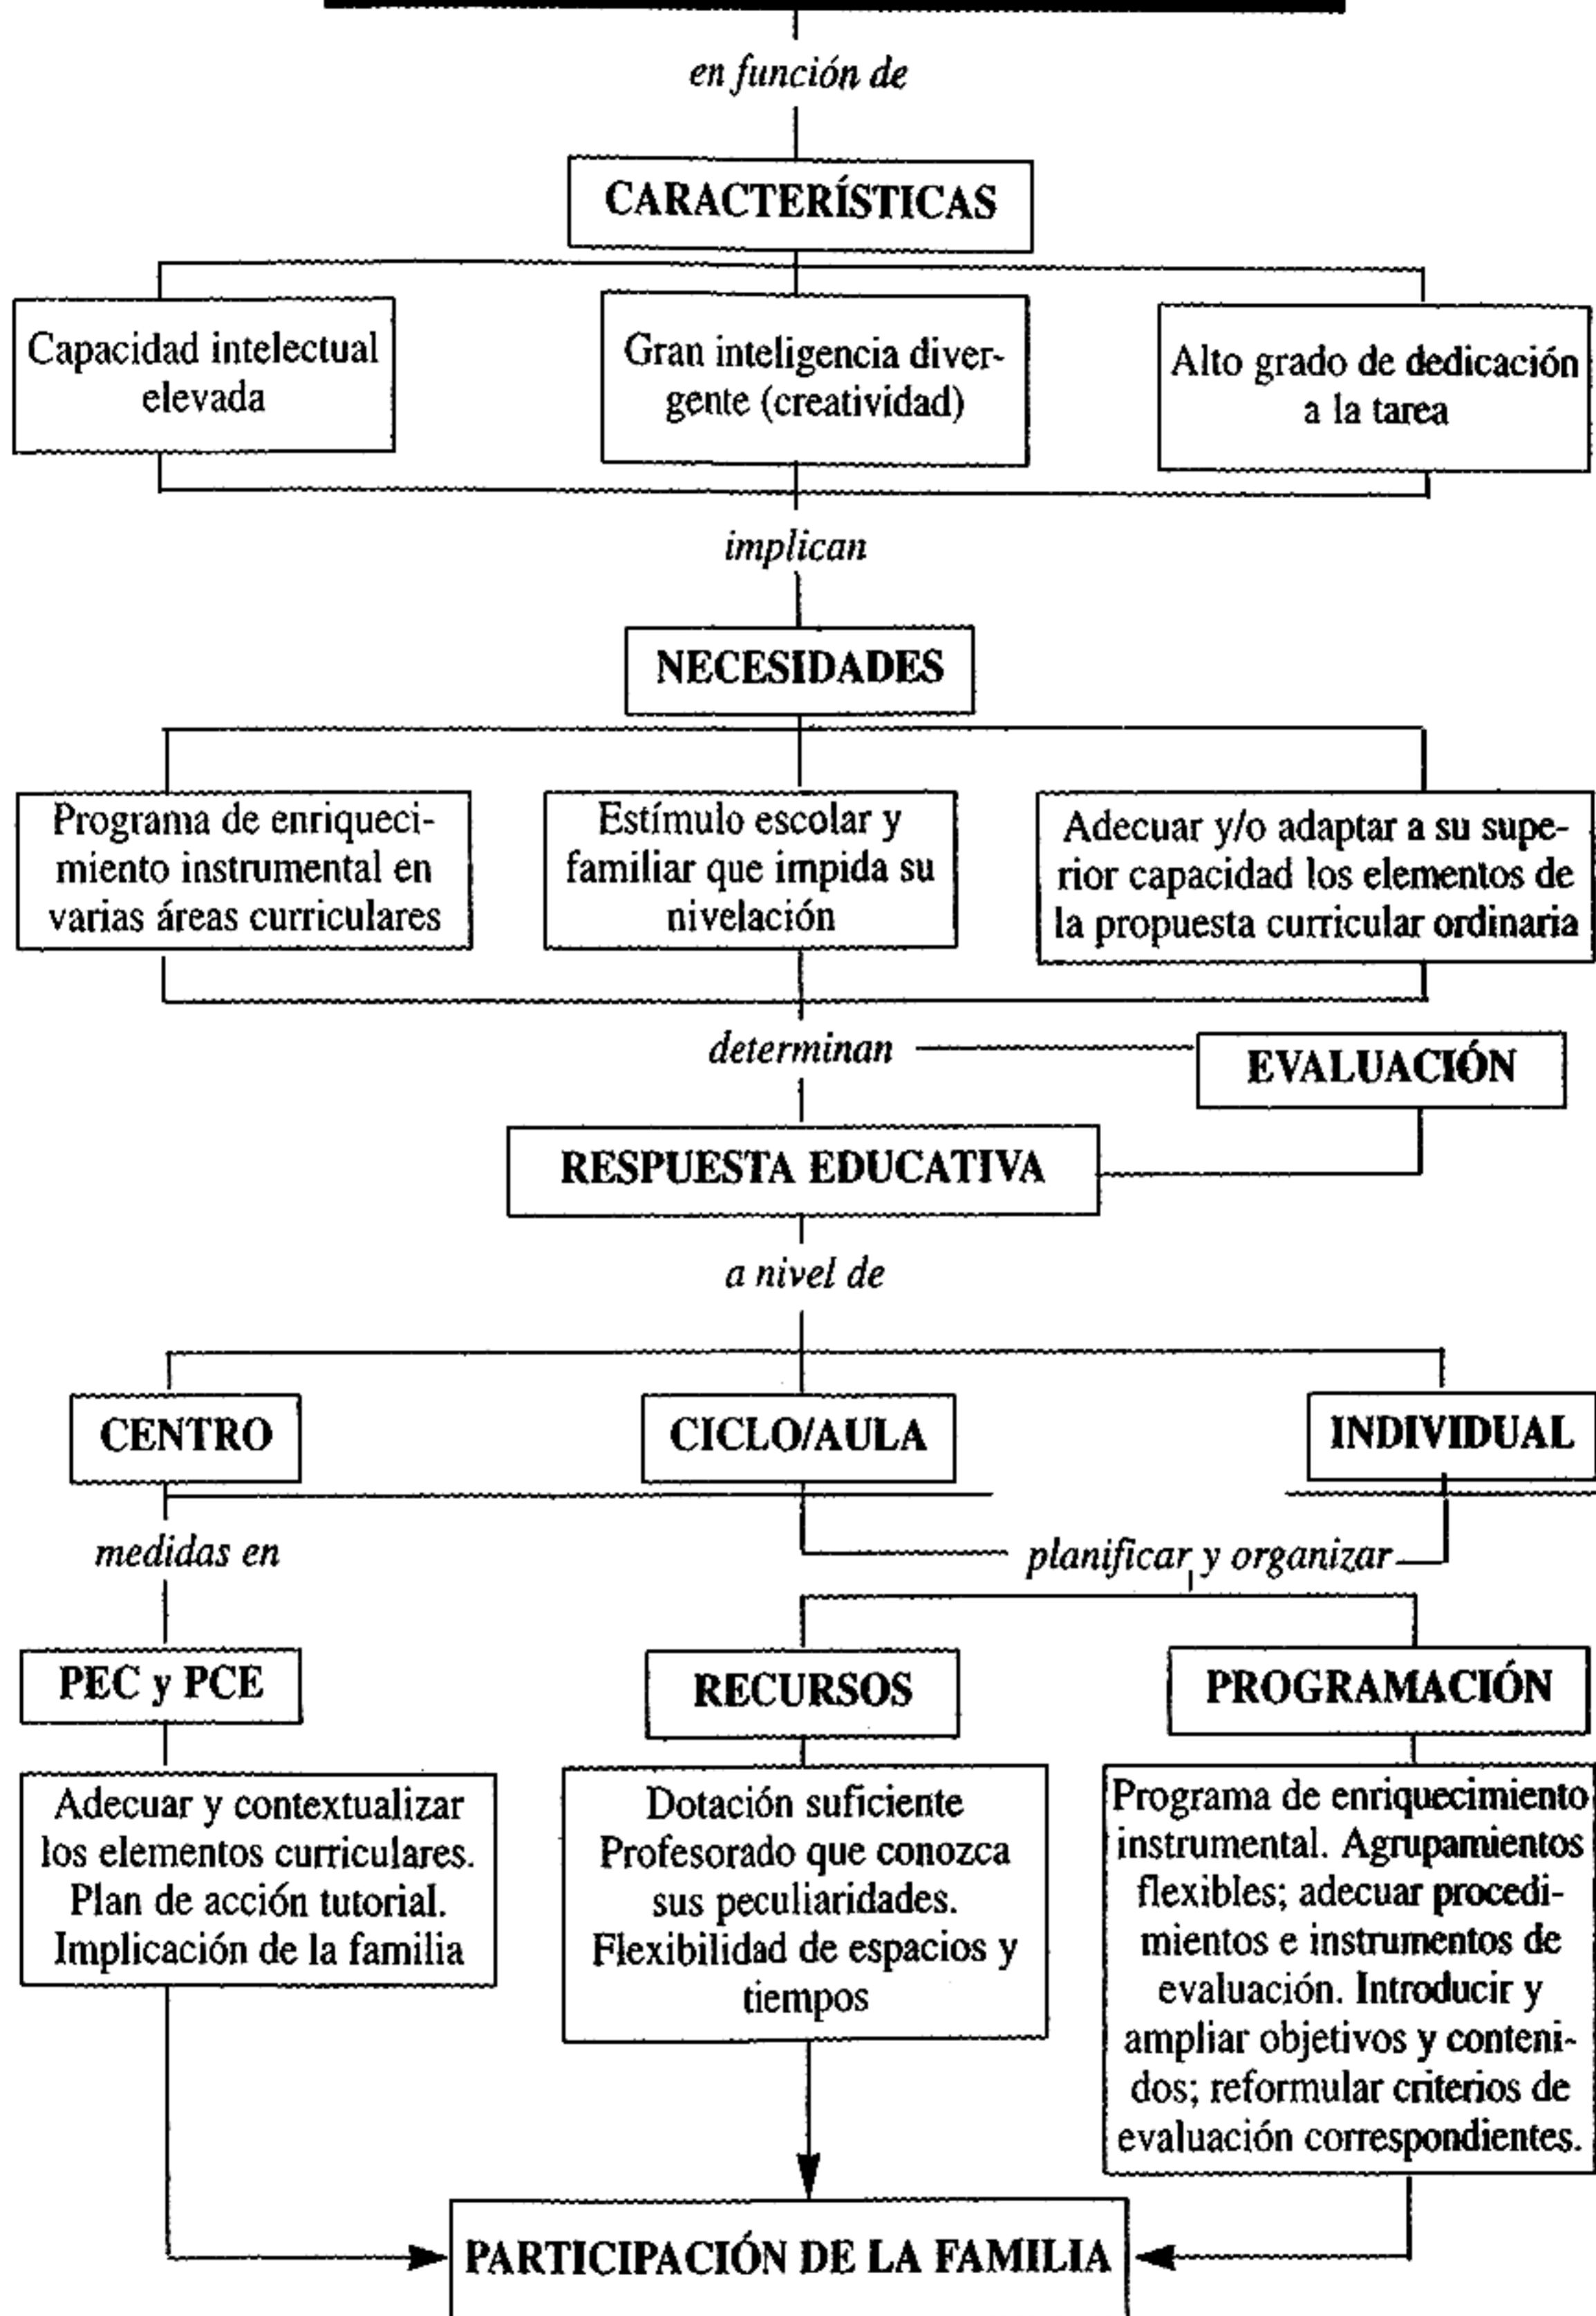 en función de
CARACTERÍSTICAS
Capacidad intelectual
elevada
Gran inteligencia diver-
gente (creatividad)
Alto grado de dedicación
a la tarea
implican
NECESIDADES
Programa de enriqueci-
miento instrumental en
varias áreas curriculares
Estímulo escolar y
familiar que impida su
nivelación
Adecuar y/o adaptar a su supe-
rior capacidad los elementos de
la propuesta curricular ordinaria
determinan
EVALUACIÓN
RESPUESTA EDUCATIVA
a nivel de
CENTRO
CICLO/AULA
INDIVIDUAL
medidas en
planificar y organizar
PEC y PCE
RECURSOS
PROGRAMACIÓN
Adecuar y contextualizar
los elementos curriculares.
Plan de acción tutorial.
Implicación de la familia
Dotación suficiente
Profesorado que conozca
sus peculiaridades.
Flexibilidad de espacios y
tiempos
Programa de enriquecimiento
instrumental. Agrupamientos
flexibles; adecuar procedi-
mientos e instrumentos de
evaluación. Introducir y
ampliar objetivos y conteni-
dos; reformular criterios de
evaluación correspondientes.
PARTICIPACIÓN DE LA FAMILIA